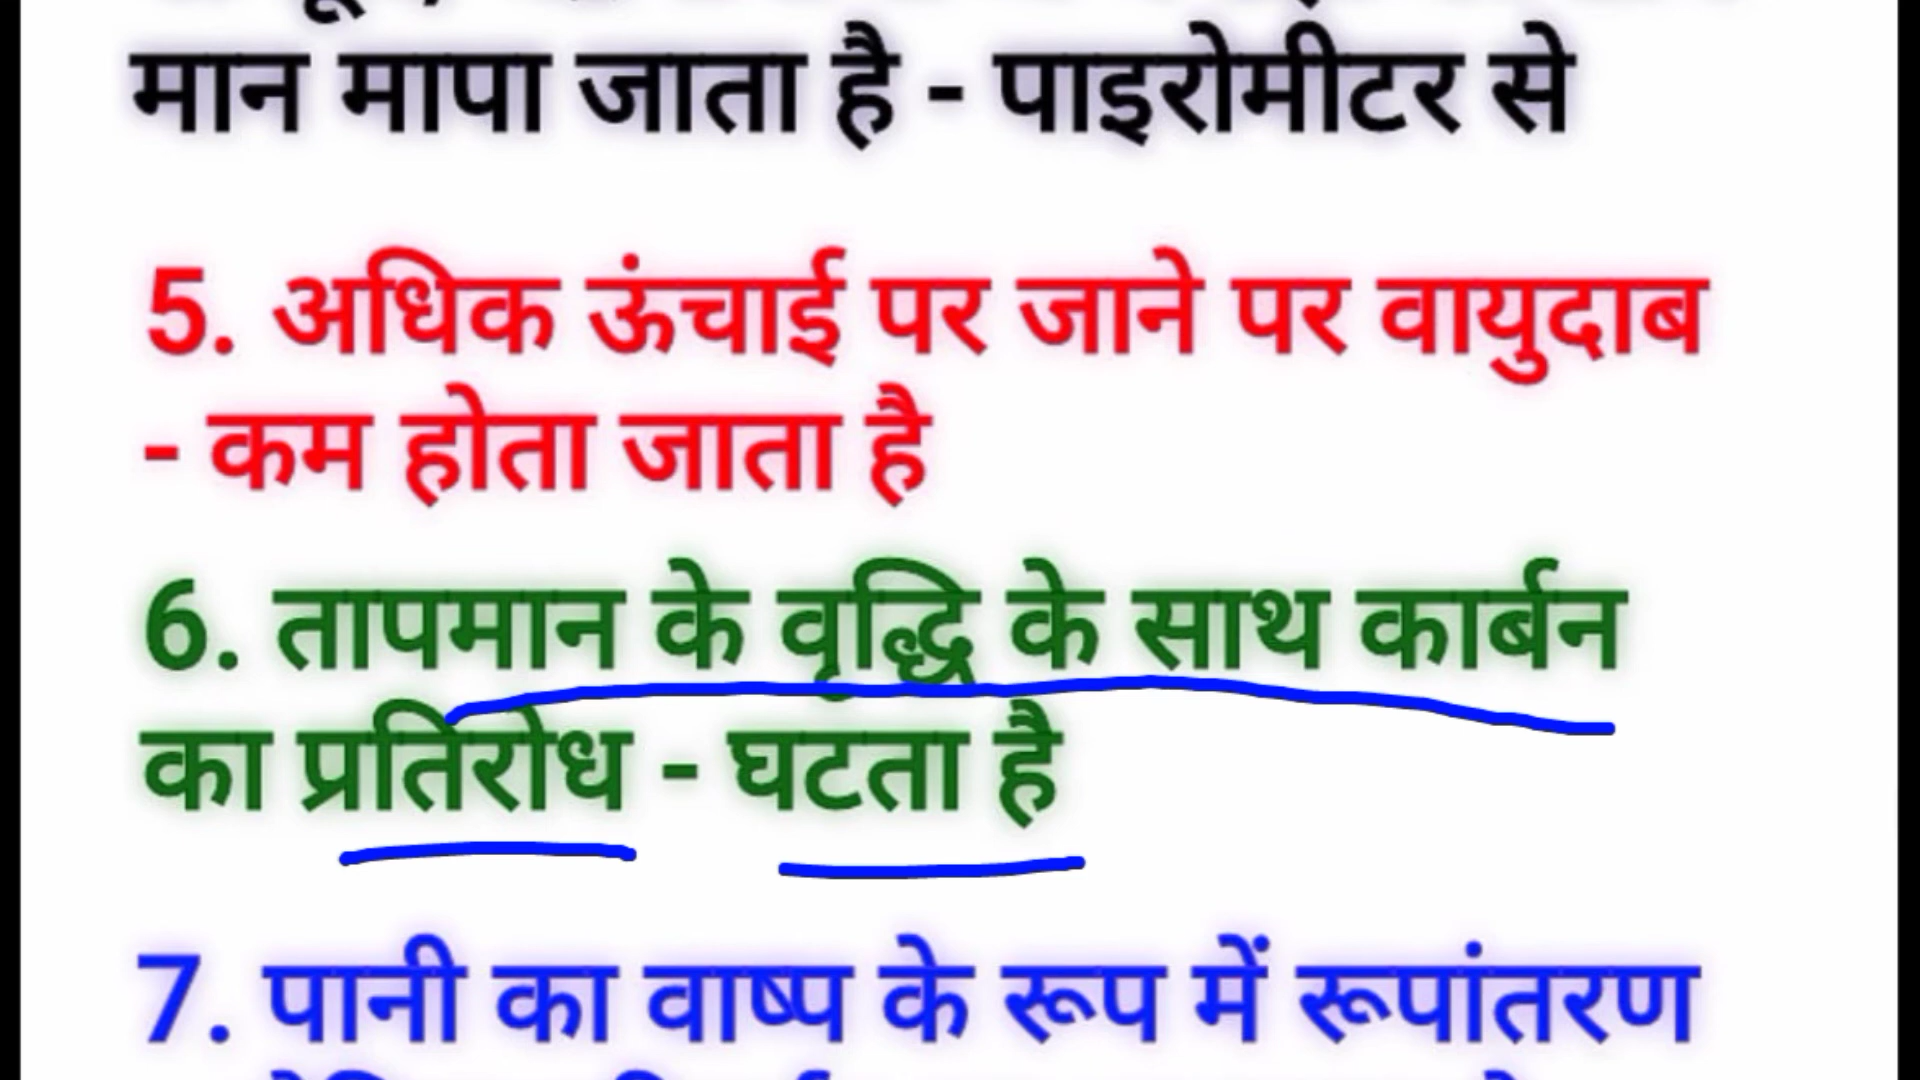 मान मापा जाता है - पाइरोमीटर से
5. अधिक ऊंचाई पर जाने पर वायुदाब
- कम होता जाता है
6. तापमान के वृद्धि के साथ कार्बन
का प्रतिरोध - घटता है
7. पानी का वाष्प के रूप में रूपांतरण